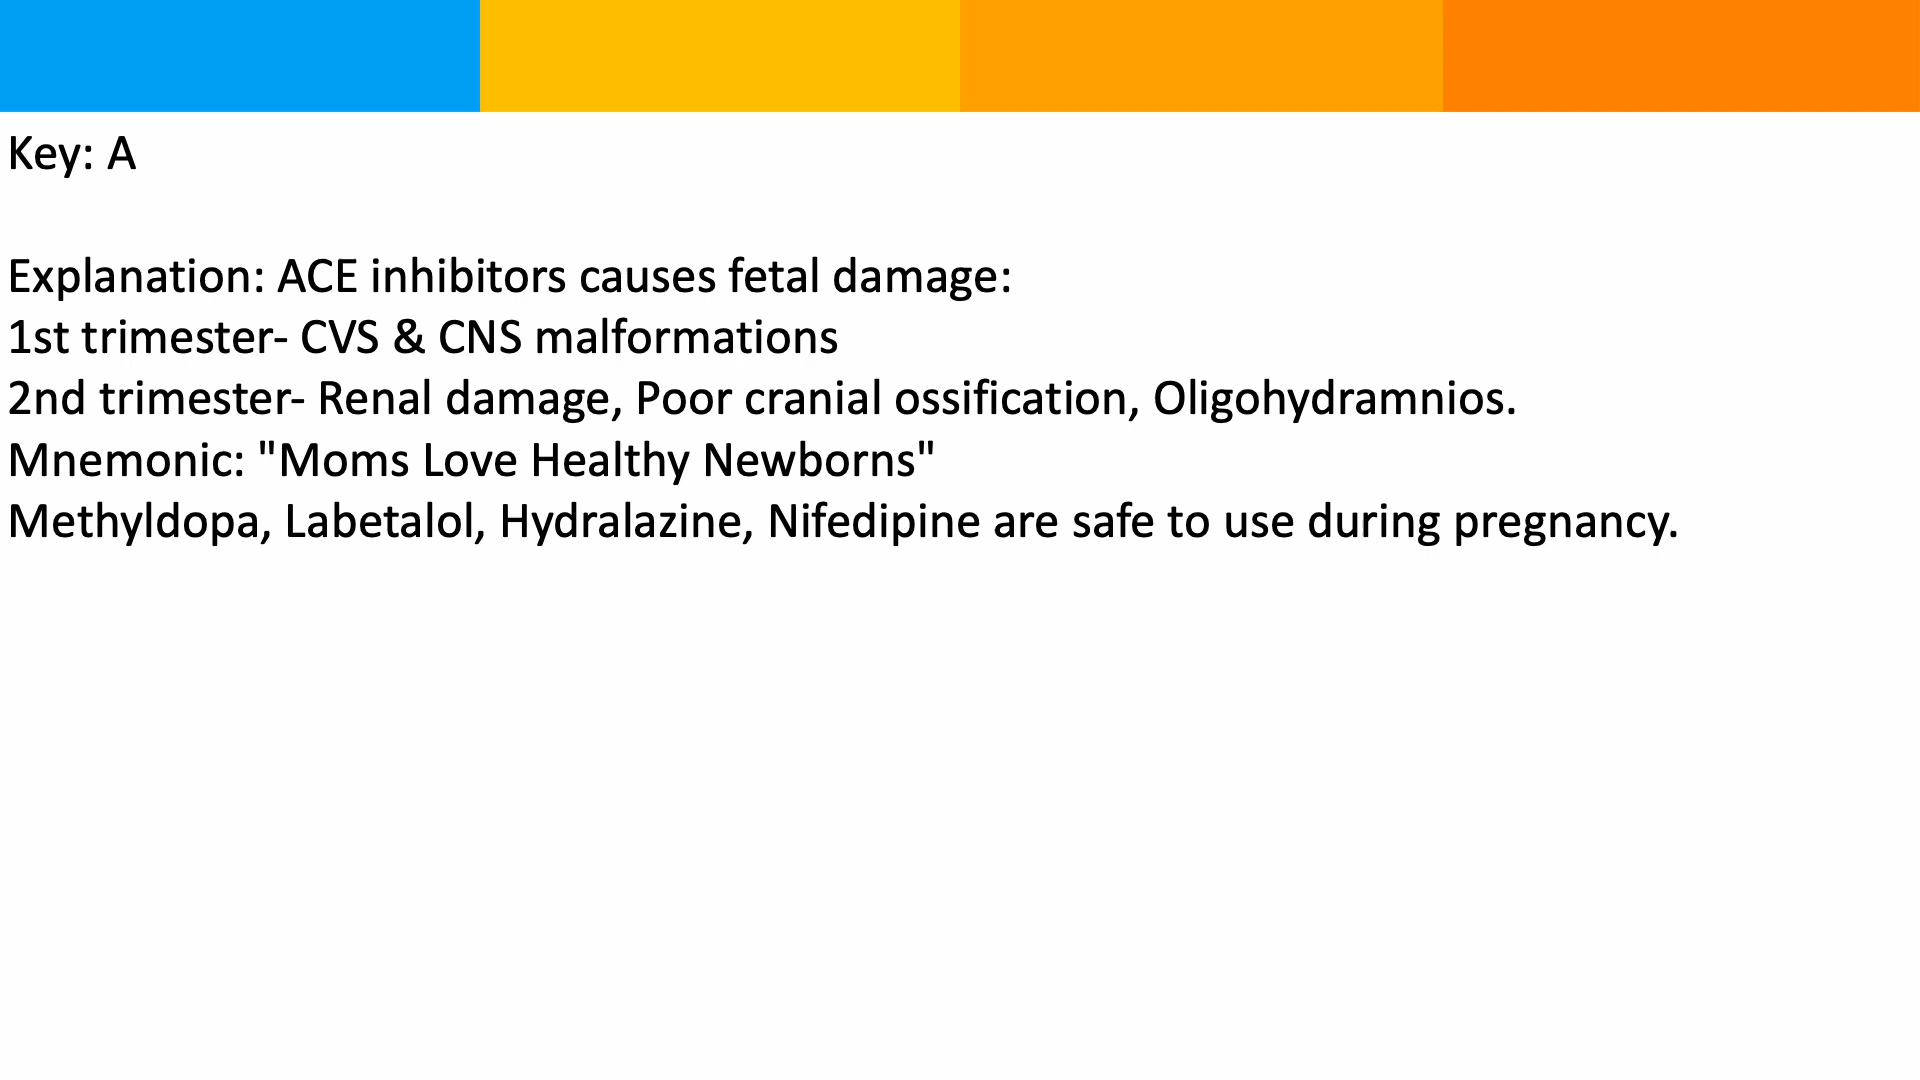 Key: A
Explanation: ACE inhibitors causes fetal damage:
1st trimester- CVS & CNS malformations
2nd trimester- Renal damage, Poor cranial ossification, Oligohydramnios.
Mnemonic: "Moms Love Healthy Newborns"
Methyldopa, Labetalol, Hydralazine, Nifedipine are safe to use during pregnancy.